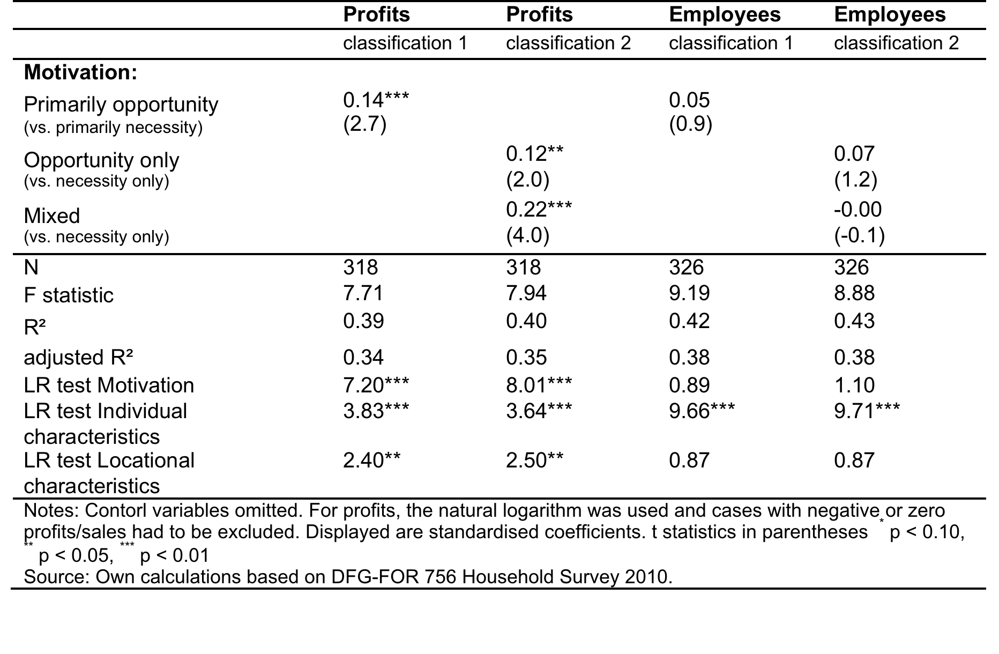 Profits Profits Employees Employees
classification 1 classification 2 classification 1 classification 2
Motivation:
Primarily opportunity 0.14*** 0.05
(vs. primarily necessity) (2.7) (0.9)
Opportunity only 0.12** 0.07
(vs. necessity only) (2.0) (1.2)
Mixed 0.22*** -0.00
(vs. necessity only) (4.0) (-0.1)
N 318 318 326 326
F statistic 7.71 7.94 9.19 8.88
R² 0.39 0.40 0.42 0.43
adjusted R² 0.34 0.35 0.38 0.38
LR test Motivation 7.20*** 8.01*** 0.89 1.10
LR test Individual 3.83*** 3.64*** 9.66*** 9.71***
characteristics
LR test Locational 2.40** 2.50** 0.87 0.87
characteristics
Notes: Contorl variables omitted. For profits, the natural logarithm was used and cases with negative or zero
profits/sales had to be excluded. Displayed are standardised coefficients. t statistics in parentheses * p < 0.10,
** p < 0.05, *** p < 0.01
Source: Own calculations based on DFG-FOR 756 Household Survey 2010.